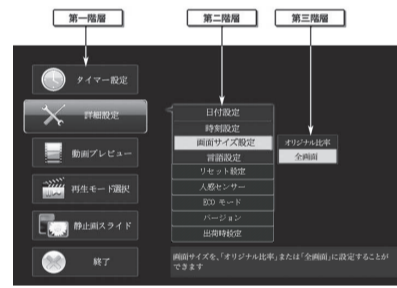 第一階層
第二階層
第三階層
タイマー設定
詳細設定
動画プレビュー
再生モード選択
静止画スライド
終了
日付設定
時刻設定
画面サイズ設定
言語設定
リセット設定
人感センサー
ECO モード
バージョン
出荷時設定
オリジナル比率
全画面
画面サイズを、「オリジナル比率」または「全画面」に設定することが
できます